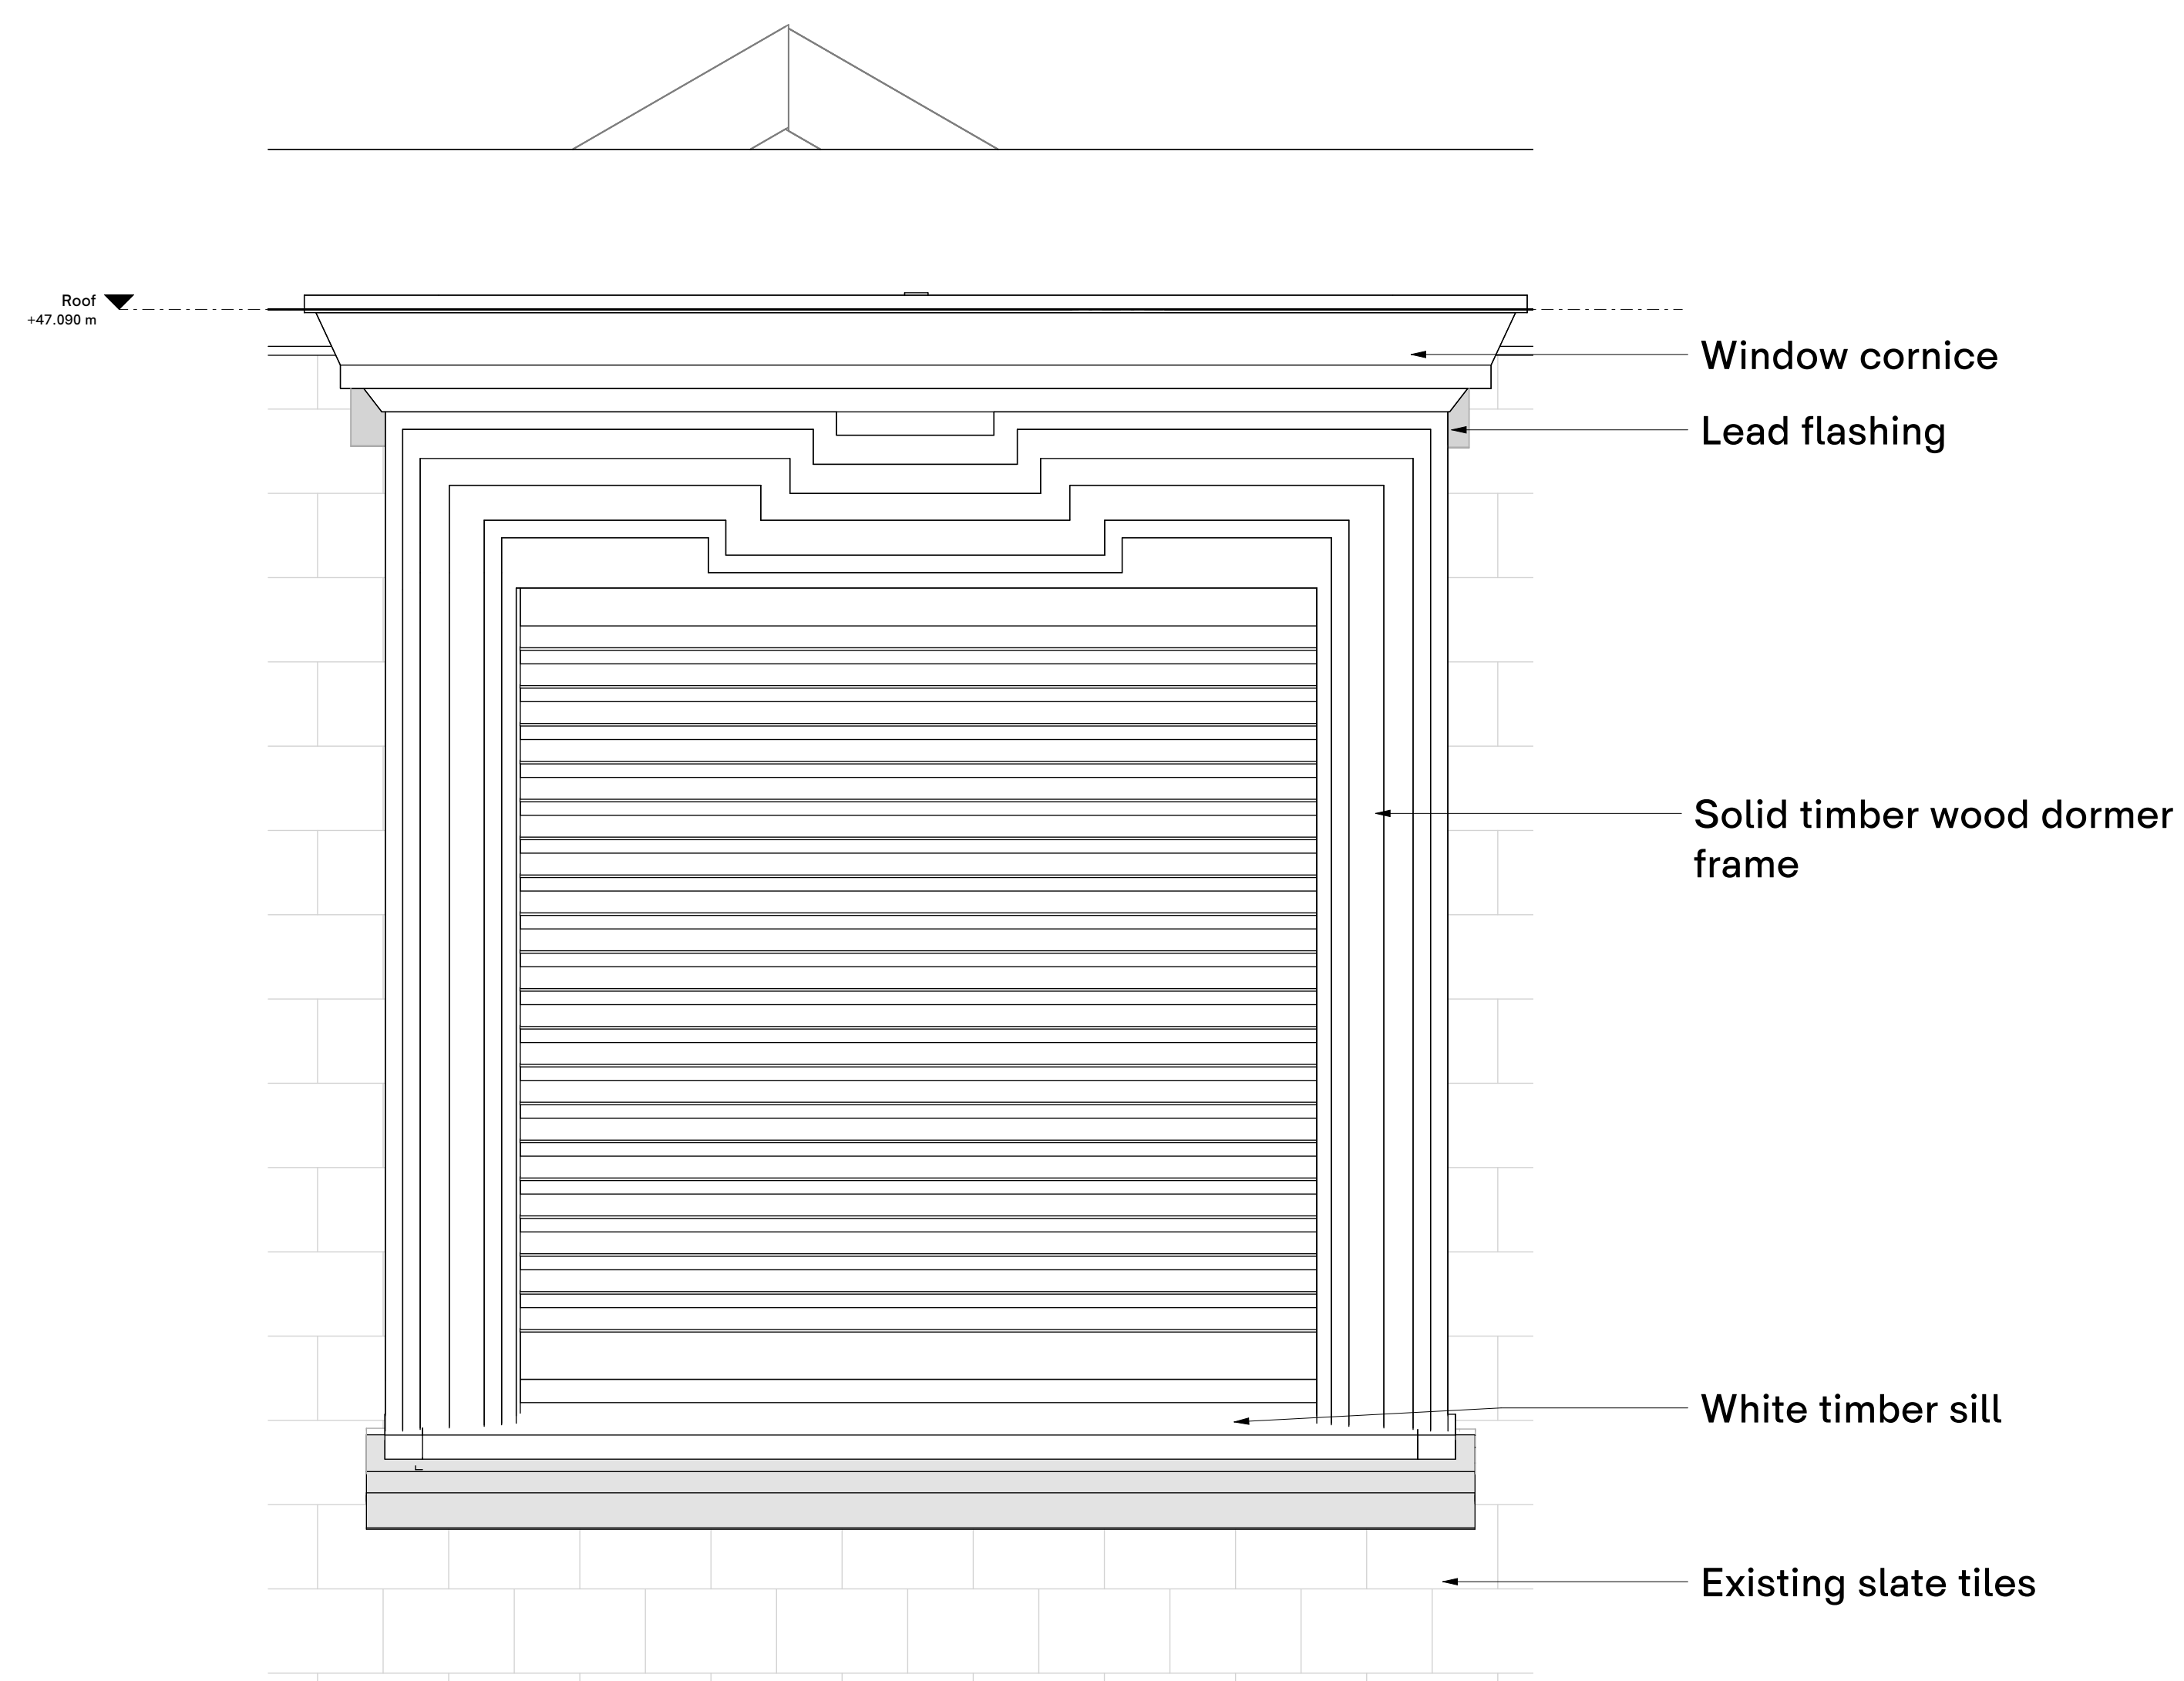 Roof
+47.090 m
Window cornice
Lead flashing
Solid timber wood dormer
frame
White timber sill
Existing slate tiles